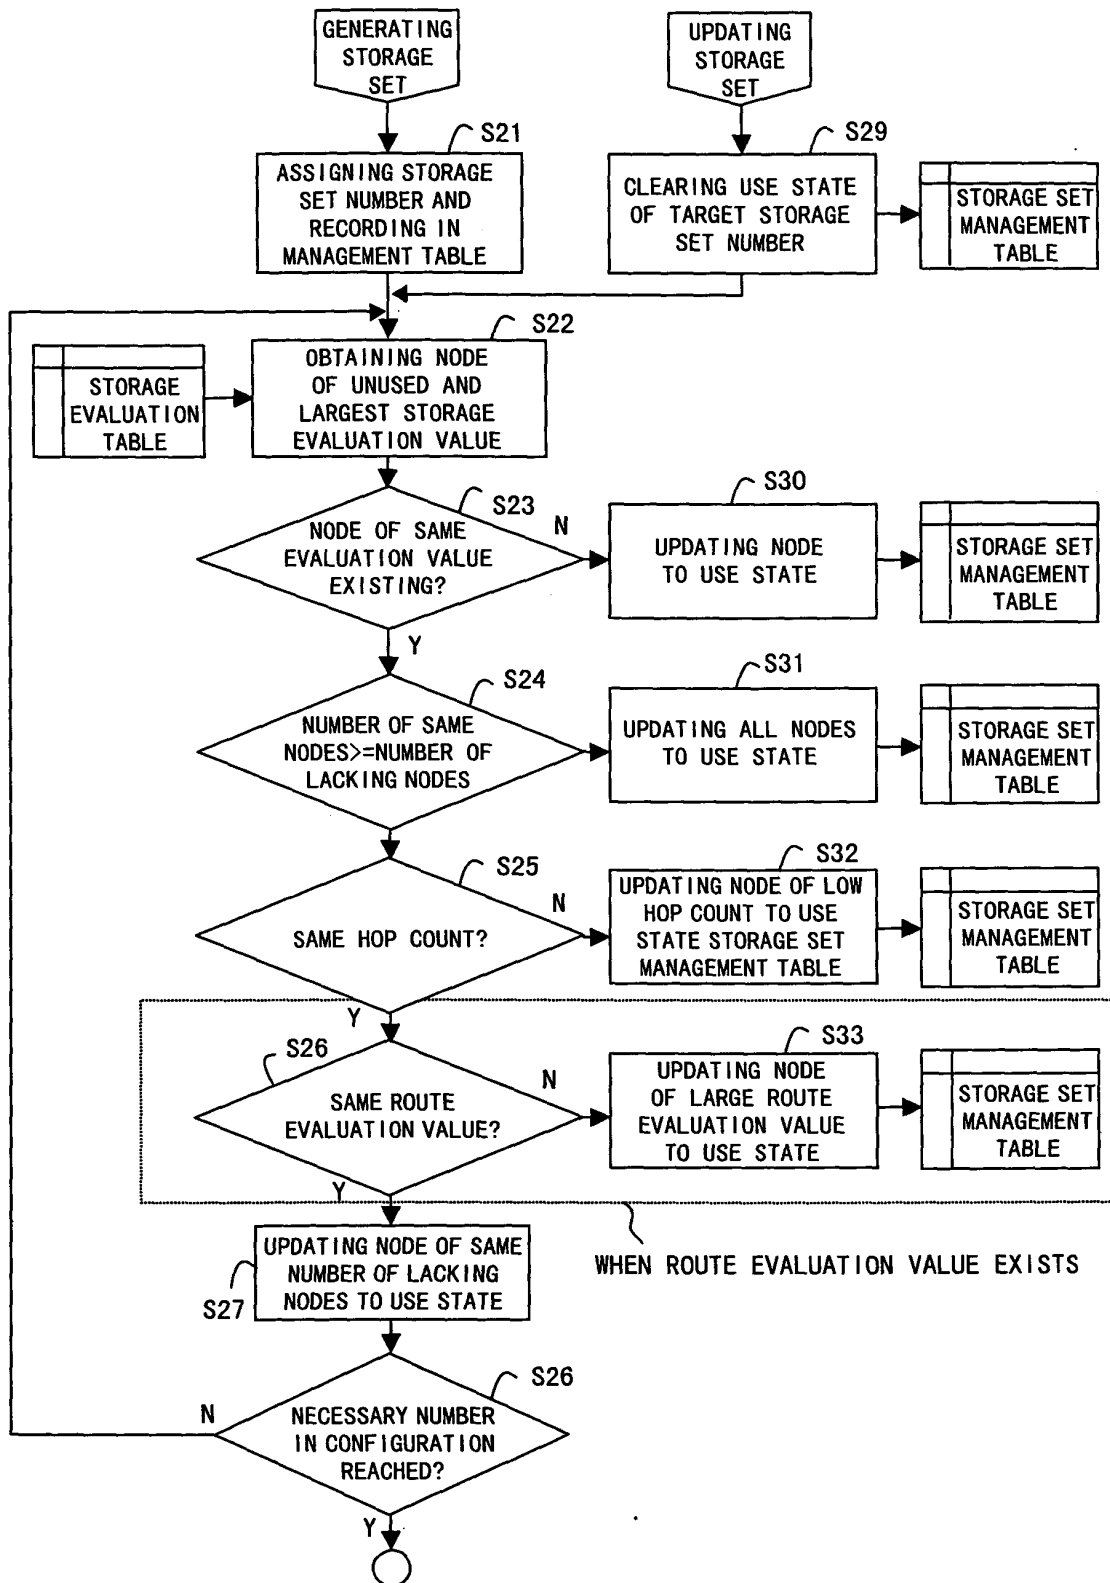 GENERATING
STORAGE
SET
UPDATING
STORAGE
SET
S21
ASSIGNING STORAGE
SET NUMBER AND
RECORDING IN
MANAGEMENT TABLE
S29
CLEARING USE STATE
OF TARGET STORAGE
SET NUMBER
STORAGE SET
MANAGEMENT
TABLE
S22
STORAGE
EVALUATION
TABLE
OBTAINING NODE
OF UNUSED AND
LARGEST STORAGE
EVALUATION VALUE
S23
NODE OF SAME
EVALUATION VALUE
EXISTING?
N
Y
S30
UPDATING NODE
TO USE STATE
STORAGE SET
MANAGEMENT
TABLE
S24
NUMBER OF SAME
NODES>=NUMBER OF
LACKING NODES
S31
UPDATING ALL NODES
TO USE STATE
STORAGE SET
MANAGEMENT
TABLE
S25
SAME HOP COUNT?
N
Y
S32
UPDATING NODE OF LOW
HOP COUNT TO USE
STATE STORAGE SET
MANAGEMENT TABLE
STORAGE SET
MANAGEMENT
TABLE
S26
SAME ROUTE
EVALUATION VALUE?
N
Y
S33
UPDATING NODE
OF LARGE ROUTE
EVALUATION VALUE
TO USE STATE
STORAGE SET
MANAGEMENT
TABLE
WHEN ROUTE EVALUATION VALUE EXISTS
UPDATING NODE OF SAME
NUMBER OF LACKING
NODES TO USE STATE
S27
S26
NECESSARY NUMBER
IN CONFIGURATION
REACHED?
N
Y